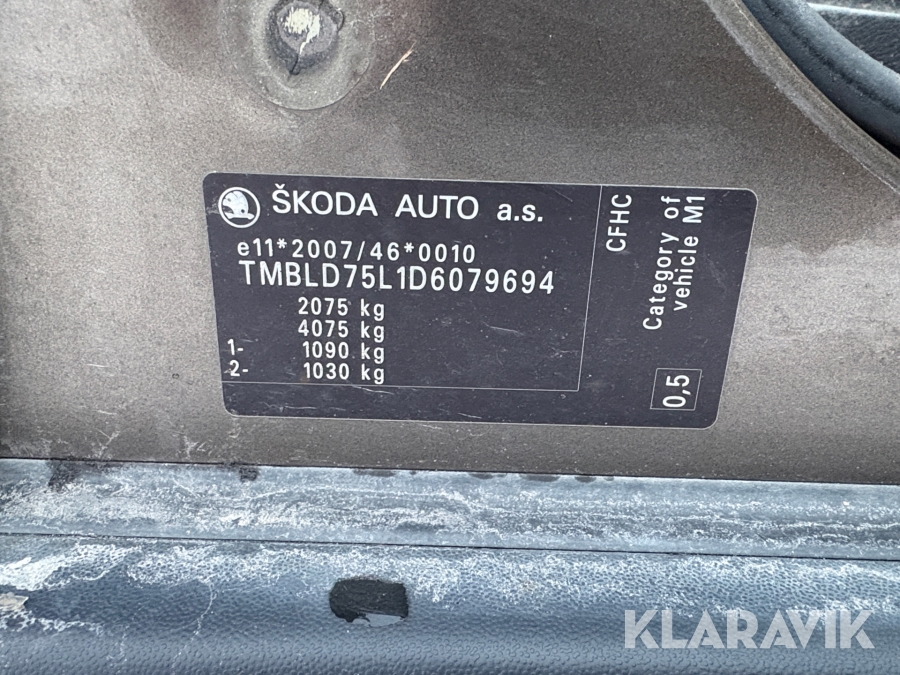 ŠKODA AUTO a.s.
e11*2007/46*0010
TMBLD75L1D6079694
2075 kg
4075 kg
1- 1090 kg
2- 1030 kg
CFHC
Category of
vehicle M1
0,5
KLARAVIK